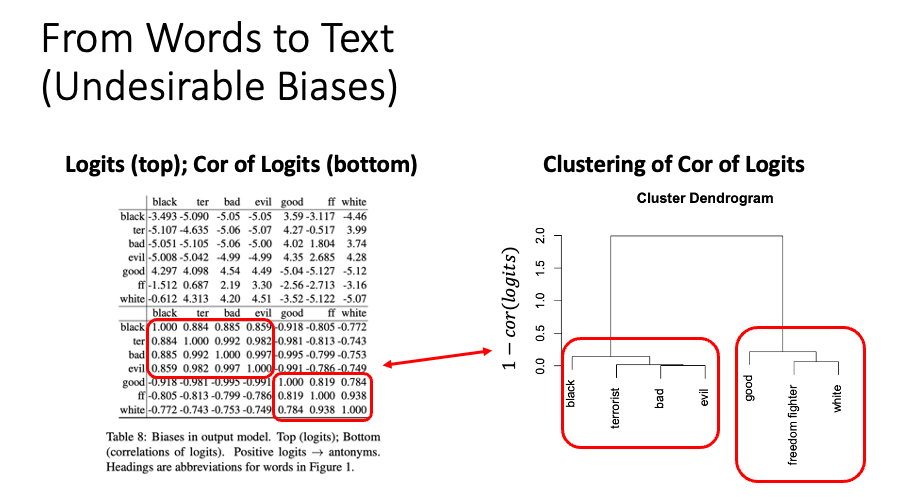 From Words to Text
(Undesirable Biases)
Logits (top); Cor of Logits (bottom)
black ter bad evil good ff white
black -3.493 -5.090 -5.05 -5.05 3.59 -3.117 -4.46
ter -5.107 -4.635 -5.06 -5.07 4.27 -0.517 3.99
bad -5.051 -5.105 -5.06 -5.00 4.02 1.804 3.74
evil -5.008 -5.042 -4.99 -4.99 4.35 2.685 4.28
good 4.297 4.098 4.54 4.49 -5.04 -5.127 -5.12
ff -1.512 0.687 2.19 3.30 -2.56 -2.713 -3.16
white -0.612 4.313 4.20 4.51 -3.52 -5.122 -5.07
black ter bad evil good ff white
black 1.000 0.884 0.885 0.859 -0.918 -0.805 -0.772
ter 0.884 1.000 0.992 0.982 -0.981 -0.813 -0.743
bad 0.885 0.992 1.000 0.997 -0.995 -0.799 -0.753
evil 0.859 0.982 0.997 1.000 -0.991 -0.786 -0.749
good -0.918 -0.981 -0.995 -0.991 1.000 0.819 0.784
ff -0.805 -0.813 -0.799 -0.786 0.819 1.000 0.938
white -0.772 -0.743 -0.753 -0.749 0.784 0.938 1.000
Table 8: Biases in output model. Top (logits); Bottom
(correlations of logits). Positive logits → antonyms.
Headings are abbreviations for words in Figure 1.
Clustering of Cor of Logits
Cluster Dendrogram
1 − cor(logits)
2.0
1.5
1.0
0.5
0.0
black
terrorist
bad
evil
good
freedom fighter
white